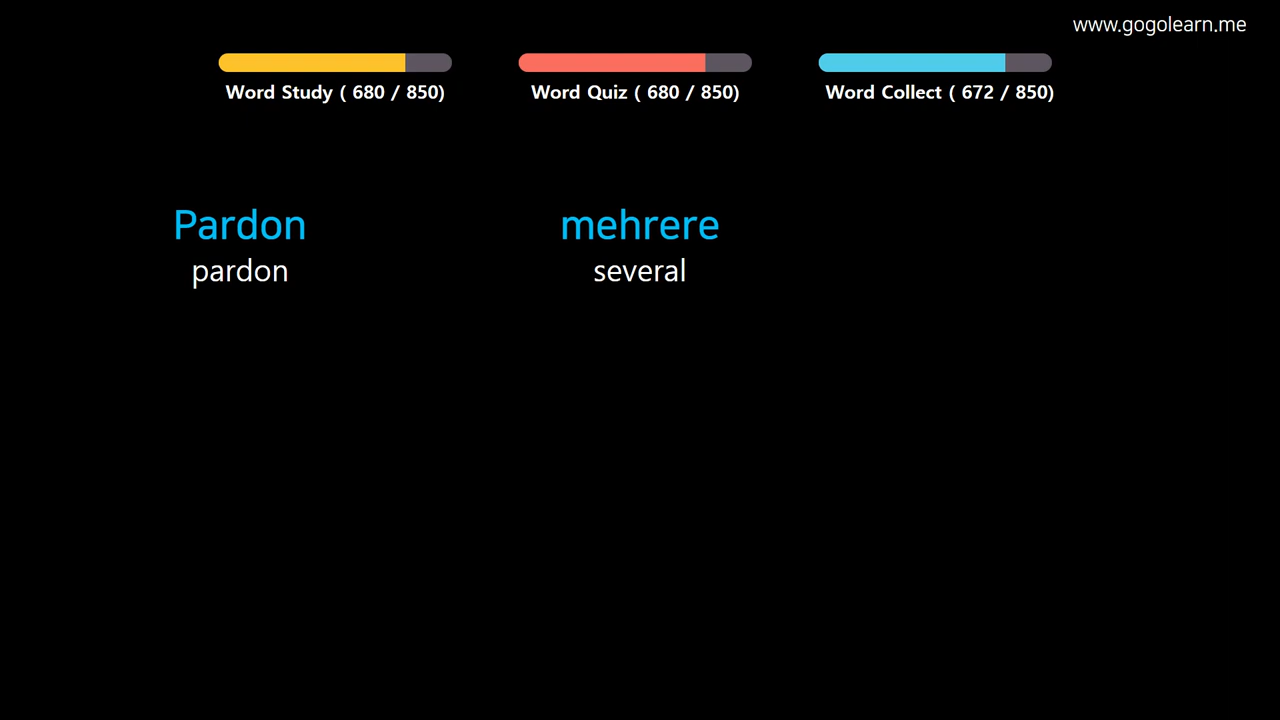 www.gogolearn.me
Word Study ( 680 / 850)
Word Quiz ( 680 / 850)
Word Collect ( 672 / 850)
Pardon
pardon
mehrere
several